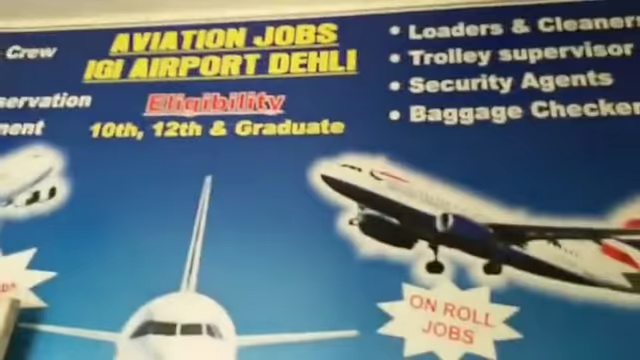 Crew
servation
ment
AVIATION JOBS
IGI AIRPORT DEHLI
Eligibility
10th, 12th & Graduate
• Loaders & Cleaner
• Trolley supervisor
• Security Agents
• Baggage Checke
ON ROLL
JOBS